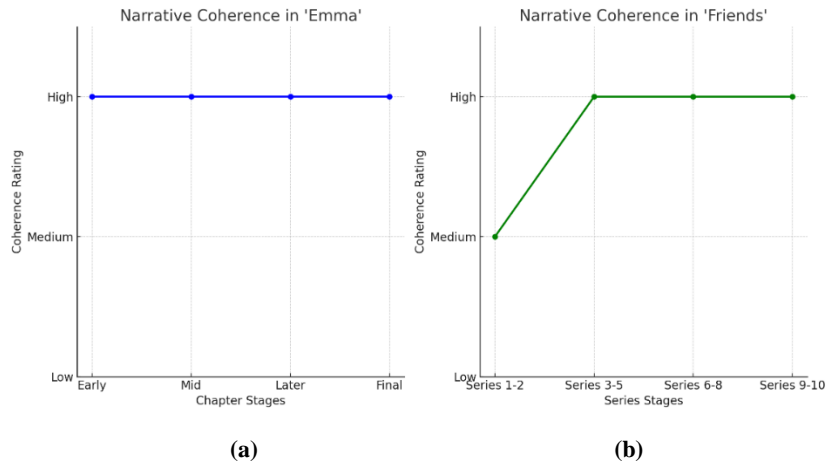 Narrative Coherence in 'Emma'
High
Medium
Low
Coherence Rating
Early Mid Later Final
Chapter Stages
(a)
Narrative Coherence in 'Friends'
High
Medium
Low
Coherence Rating
Series 1-2 Series 3-5 Series 6-8 Series 9-10
Series Stages
(b)